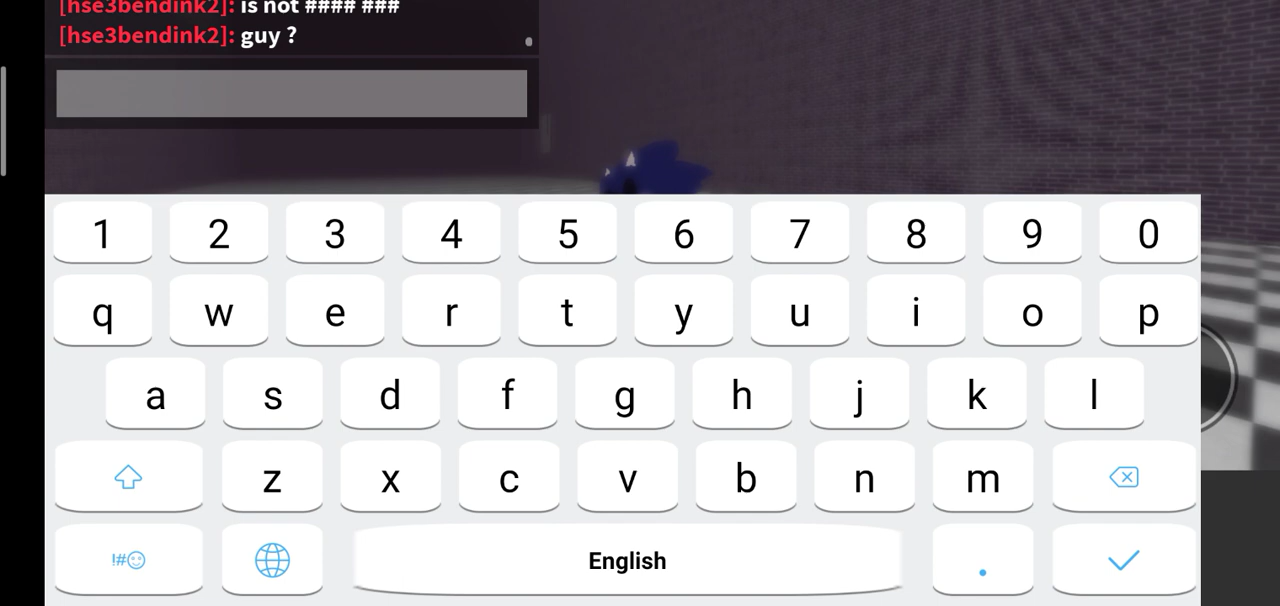 [hse3bendink2]: is not #### ###
[hse3bendink2]: guy ?
1 2 3 4 5 6 7 8 9 0
q w e r t y u i o p
a s d f g h j k l
z x c v b n m
!#☺ English .